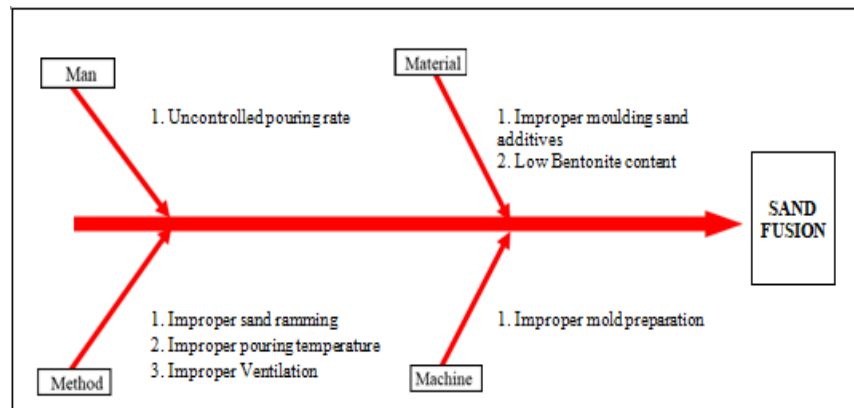 Man
Material
1. Uncontrolled pouring rate
1. Improper moulding sand
additives
2. Low Bentonite content
SAND
FUSION
1. Improper sand ramming
2. Improper pouring temperature
3. Improper Ventilation
1. Improper mold preparation
Method
Machine